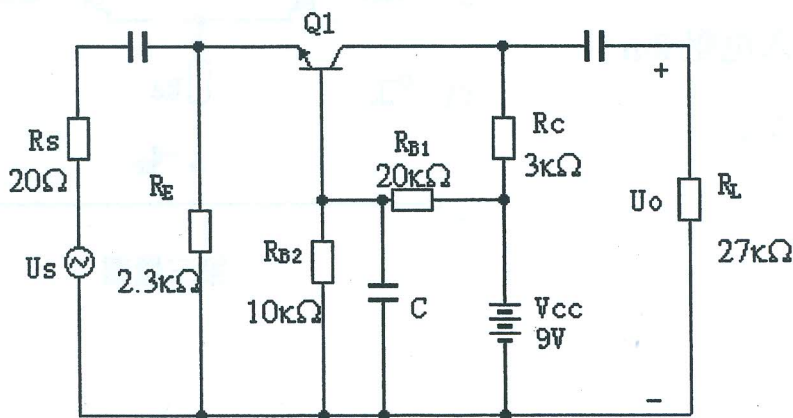 Q1
Rs
20Ω
Us
RE
2.3KΩ
RB2
10KΩ
RB1
20KΩ
C
Rc
3KΩ
Vcc
9V
+
Uo
−
RL
27KΩ